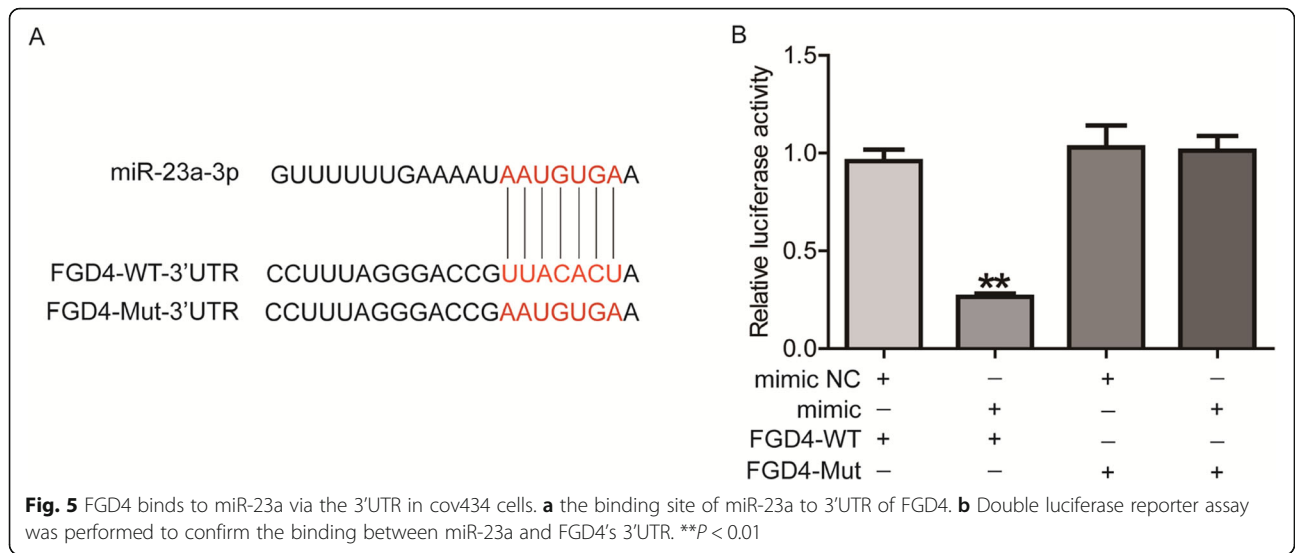 A
miR-23a-3p GUUUUUUGAAAAUAAUGUGAA
FGD4-WT-3'UTR CCUUUAGGGACCGUUACACUA
FGD4-Mut-3'UTR CCUUUAGGGACCGAAUGUGAA
B
Relative luciferase activity
1.5
1.0
0.5
0.0
**
mimic NC + – + –
mimic – + – +
FGD4-WT + + – –
FGD4-Mut – – + +
Fig. 5 FGD4 binds to miR-23a via the 3'UTR in cov434 cells. a the binding site of miR-23a to 3'UTR of FGD4. b Double luciferase reporter assay
was performed to confirm the binding between miR-23a and FGD4's 3'UTR. **P < 0.01